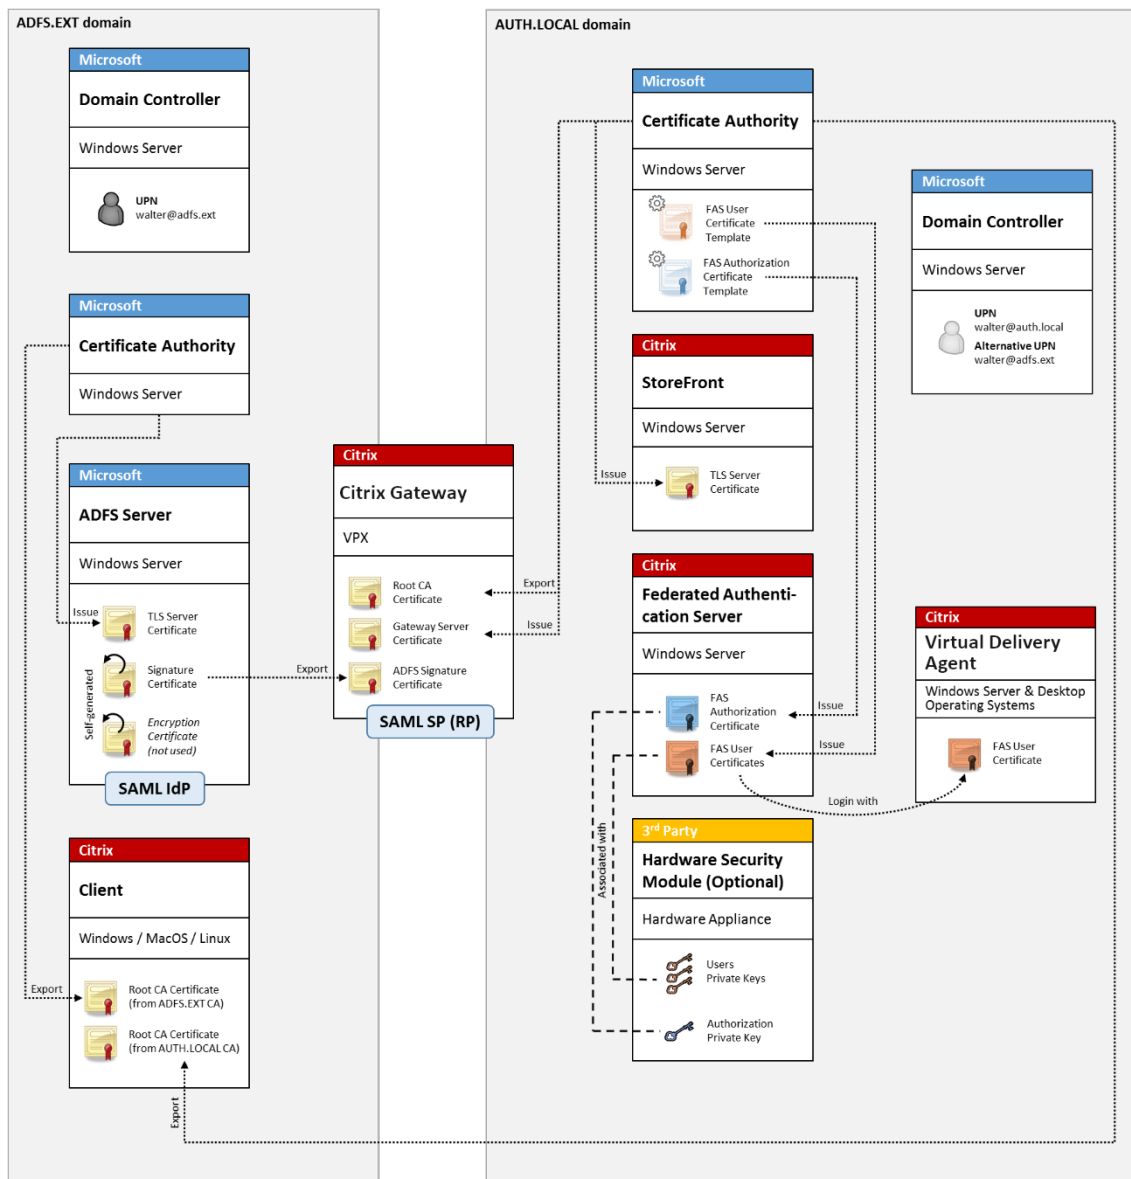 ADFS.EXT domain
Microsoft
Domain Controller
Windows Server
UPN
walter@adfs.ext
Microsoft
Certificate Authority
Windows Server
Microsoft
ADFS Server
Windows Server
Issue
TLS Server
Certificate
Self-generated
Signature
Certificate
Encryption
Certificate
(not used)
SAML IdP
Citrix
Client
Windows / MacOS / Linux
Export
Root CA Certificate
(from ADFS.EXT CA)
Root CA Certificate
(from AUTH.LOCAL CA)
Export
Citrix
Citrix Gateway
VPX
Root CA
Certificate
Export
Gateway Server
Certificate
Issue
Export
ADFS Signature
Certificate
SAML SP (RP)
AUTH.LOCAL domain
Microsoft
Certificate Authority
Windows Server
FAS User
Certificate
Template
FAS Authorization
Certificate
Template
Citrix
StoreFront
Windows Server
Issue
TLS Server
Certificate
Citrix
Federated Authenti-
cation Server
Windows Server
FAS
Authorization
Certificate
Issue
FAS User
Certificates
Issue
Login with
Associated with
3rd Party
Hardware Security
Module (Optional)
Hardware Appliance
Users
Private Keys
Authorization
Private Key
Microsoft
Domain Controller
Windows Server
UPN
walter@auth.local
Alternative UPN
walter@adfs.ext
Citrix
Virtual Delivery
Agent
Windows Server & Desktop
Operating Systems
FAS User
Certificate